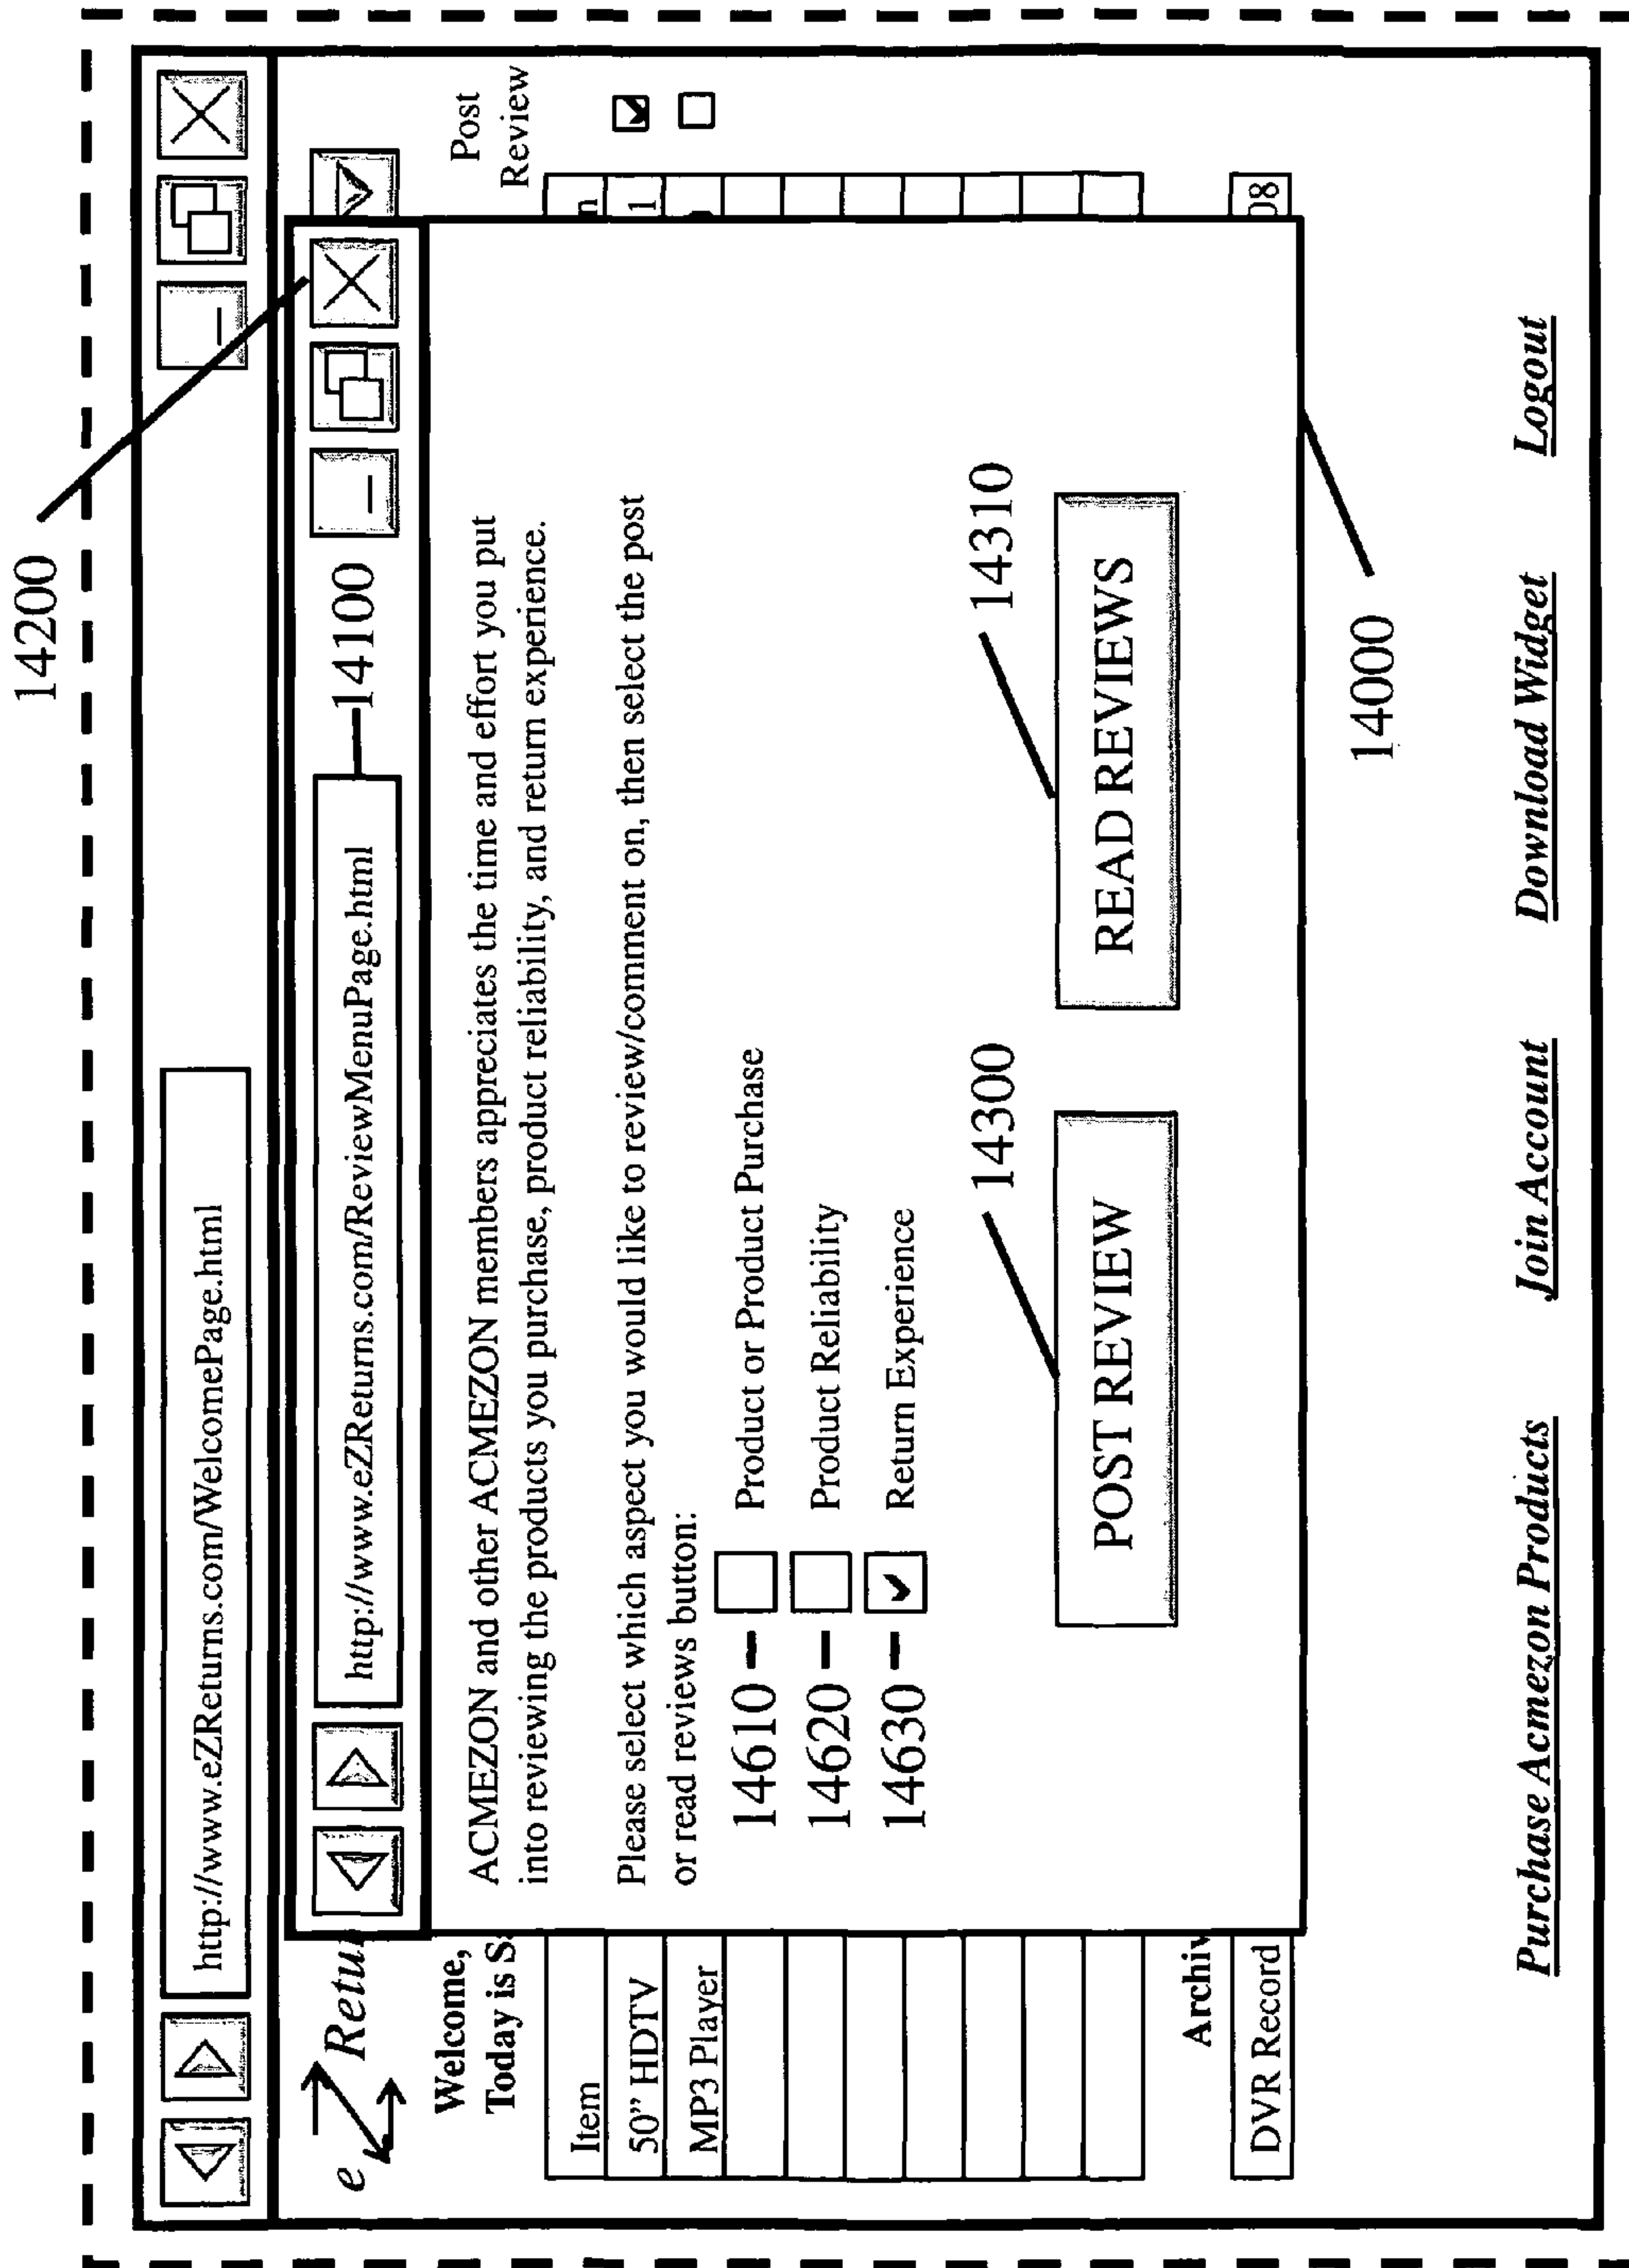 14200
http://www.eZReturns.com/WelcomePage.html
e Retu
http://www.eZReturns.com/ReviewMenuPage.html
14100
Welcome,
Today is S
Post
Review
ACMEZON and other ACMEZON members appreciates the time and effort you put
into reviewing the products you purchase, product reliability, and return experience.
Item
n
50” HDTV
1
MP3 Player
Please select which aspect you would like to review/comment on, then select the post
or read reviews button:
14610 Product or Product Purchase
14620 Product Reliability
14630 Return Experience
14300
14310
POST REVIEW
READ REVIEWS
Archiv
DVR Record
08
14000
Purchase Acmezon Products
Join Account
Download Widget
Logout